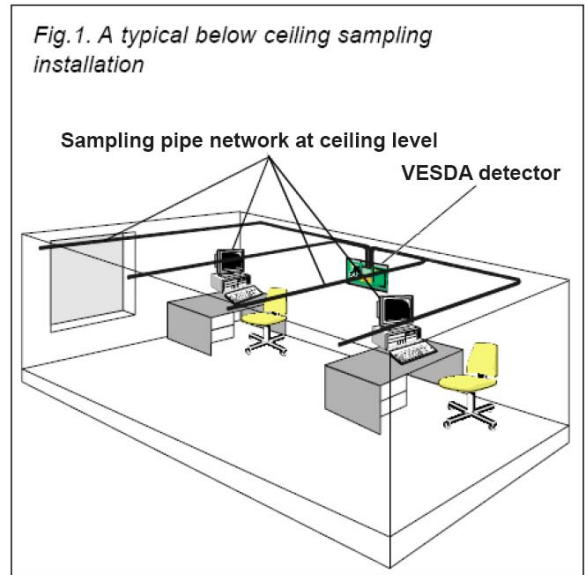 Fig.1. A typical below ceiling sampling
installation
Sampling pipe network at ceiling level
VESDA detector